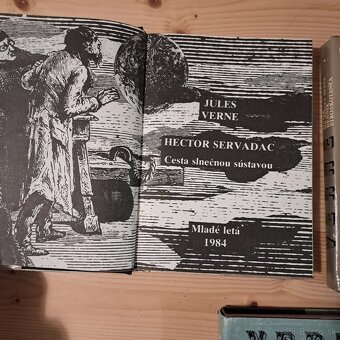 JULES
VERNE
HECTOR SERVADAC
Cesta slnečnou sústavou
Mladé letá
1984